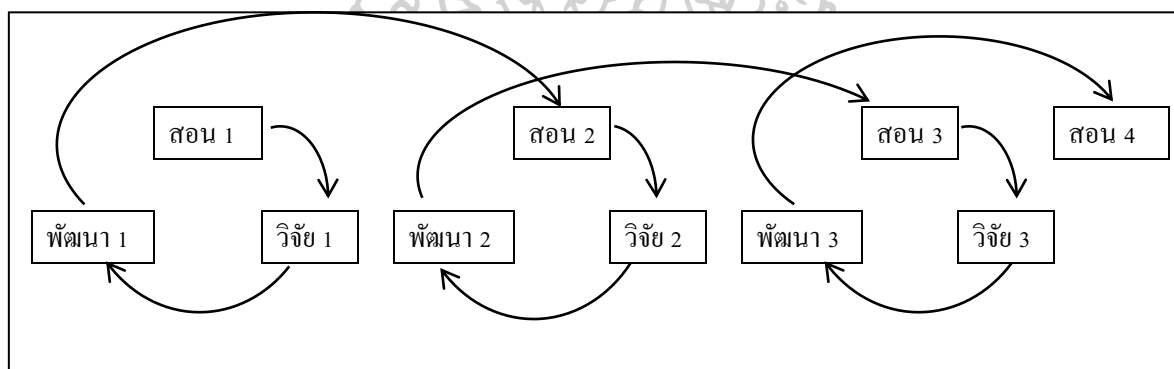 สอน 1
สอน 2
สอน 3
สอน 4
พัฒนา 1
วิจัย 1
พัฒนา 2
วิจัย 2
พัฒนา 3
วิจัย 3